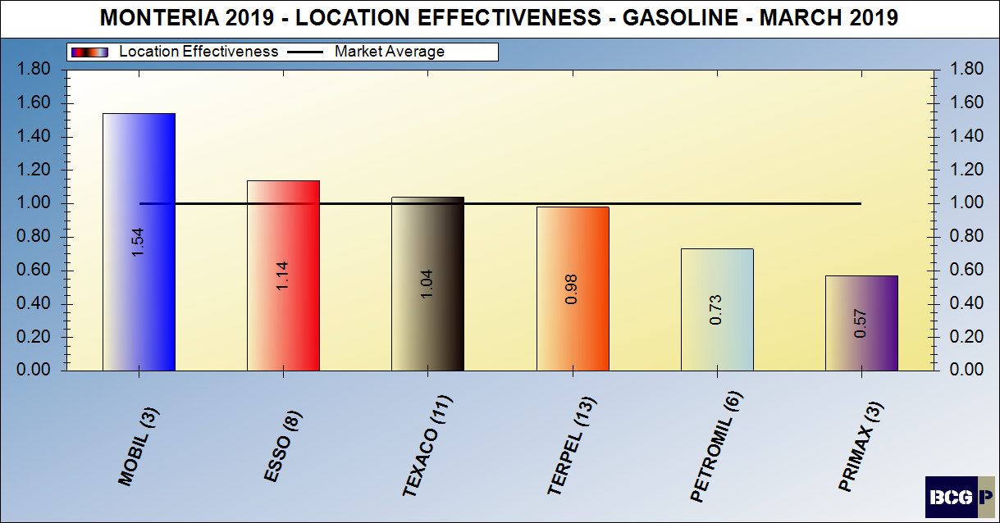 MONTERIA 2019 - LOCATION EFFECTIVENESS - GASOLINE - MARCH 2019
Location Effectiveness Market Average
1.80 1.80
1.60 1.60
1.40 1.40
1.20 1.20
1.00 1.00
0.80 0.80
0.60 0.60
0.40 0.40
0.20 0.20
0.00 0.00
1.54
1.14
1.04
0.98
0.73
0.57
MOBIL (3)
ESSO (8)
TEXACO (11)
TERPEL (13)
PETROMIL (6)
PRIMAX (3)
BCG P